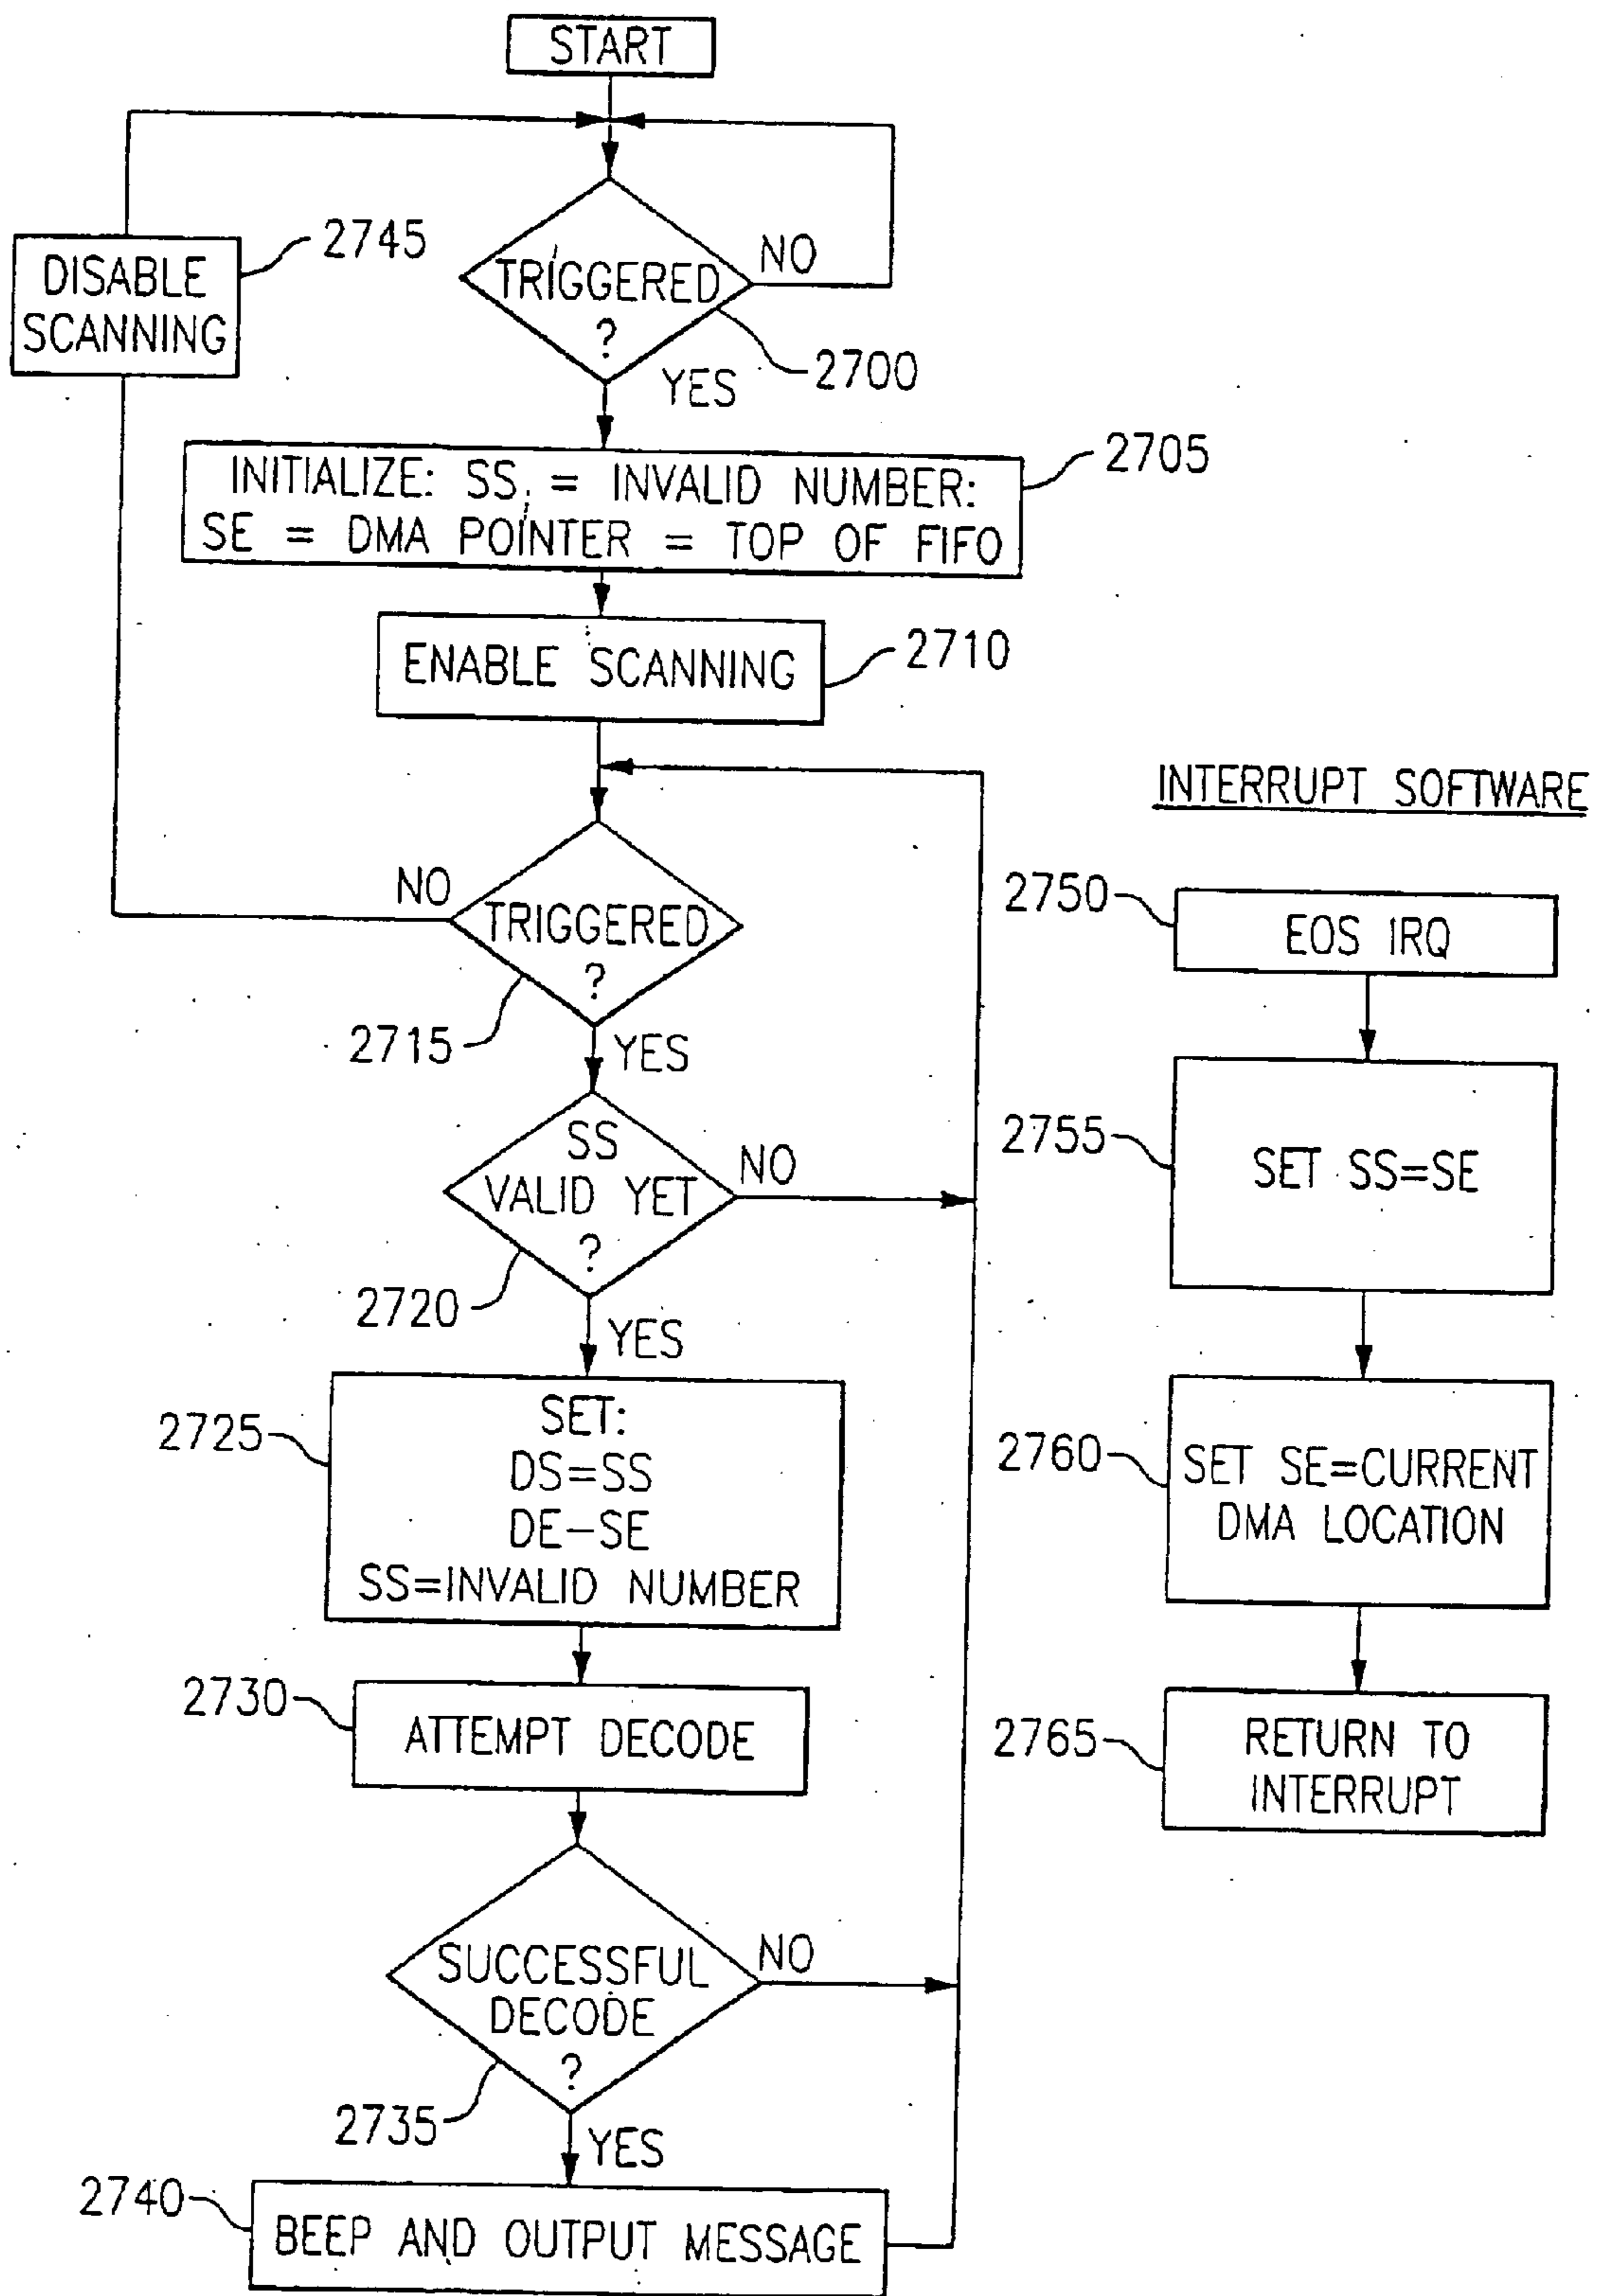 START
2745
DISABLE
SCANNING
TRIGGERED
?
NO
2700
YES
INITIALIZE: SS, = INVALID NUMBER:
SE = DMA POINTER = TOP OF FIFO
2705
ENABLE SCANNING
2710
NO
TRIGGERED
?
2715
YES
SS
VALID YET
?
NO
2720
YES
2725
SET:
DS=SS
DE-SE
SS=INVALID NUMBER
2730
ATTEMPT DECODE
SUCCESSFUL
DECODE
?
NO
2735
YES
2740
BEEP AND OUTPUT MESSAGE
INTERRUPT SOFTWARE
2750
EOS IRQ
2755
SET SS=SE
2760
SET SE=CURRENT
DMA LOCATION
2765
RETURN TO
INTERRUPT